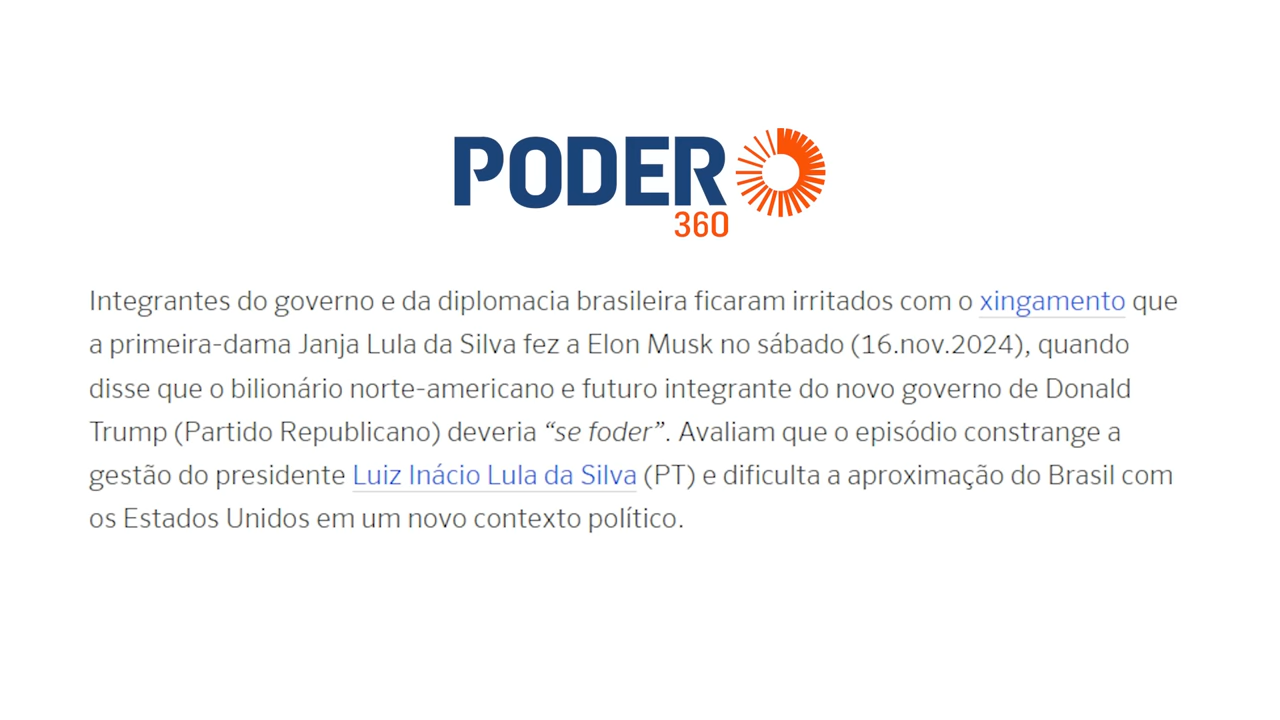 PODER
360
Integrantes do governo e da diplomacia brasileira ficaram irritados com o xingamento que
a primeira-dama Janja Lula da Silva fez a Elon Musk no sábado (16.nov.2024), quando
disse que o bilionário norte-americano e futuro integrante do novo governo de Donald
Trump (Partido Republicano) deveria “se foder”. Avaliam que o episódio constrange a
gestão do presidente Luiz Inácio Lula da Silva (PT) e dificulta a aproximação do Brasil com
os Estados Unidos em um novo contexto político.